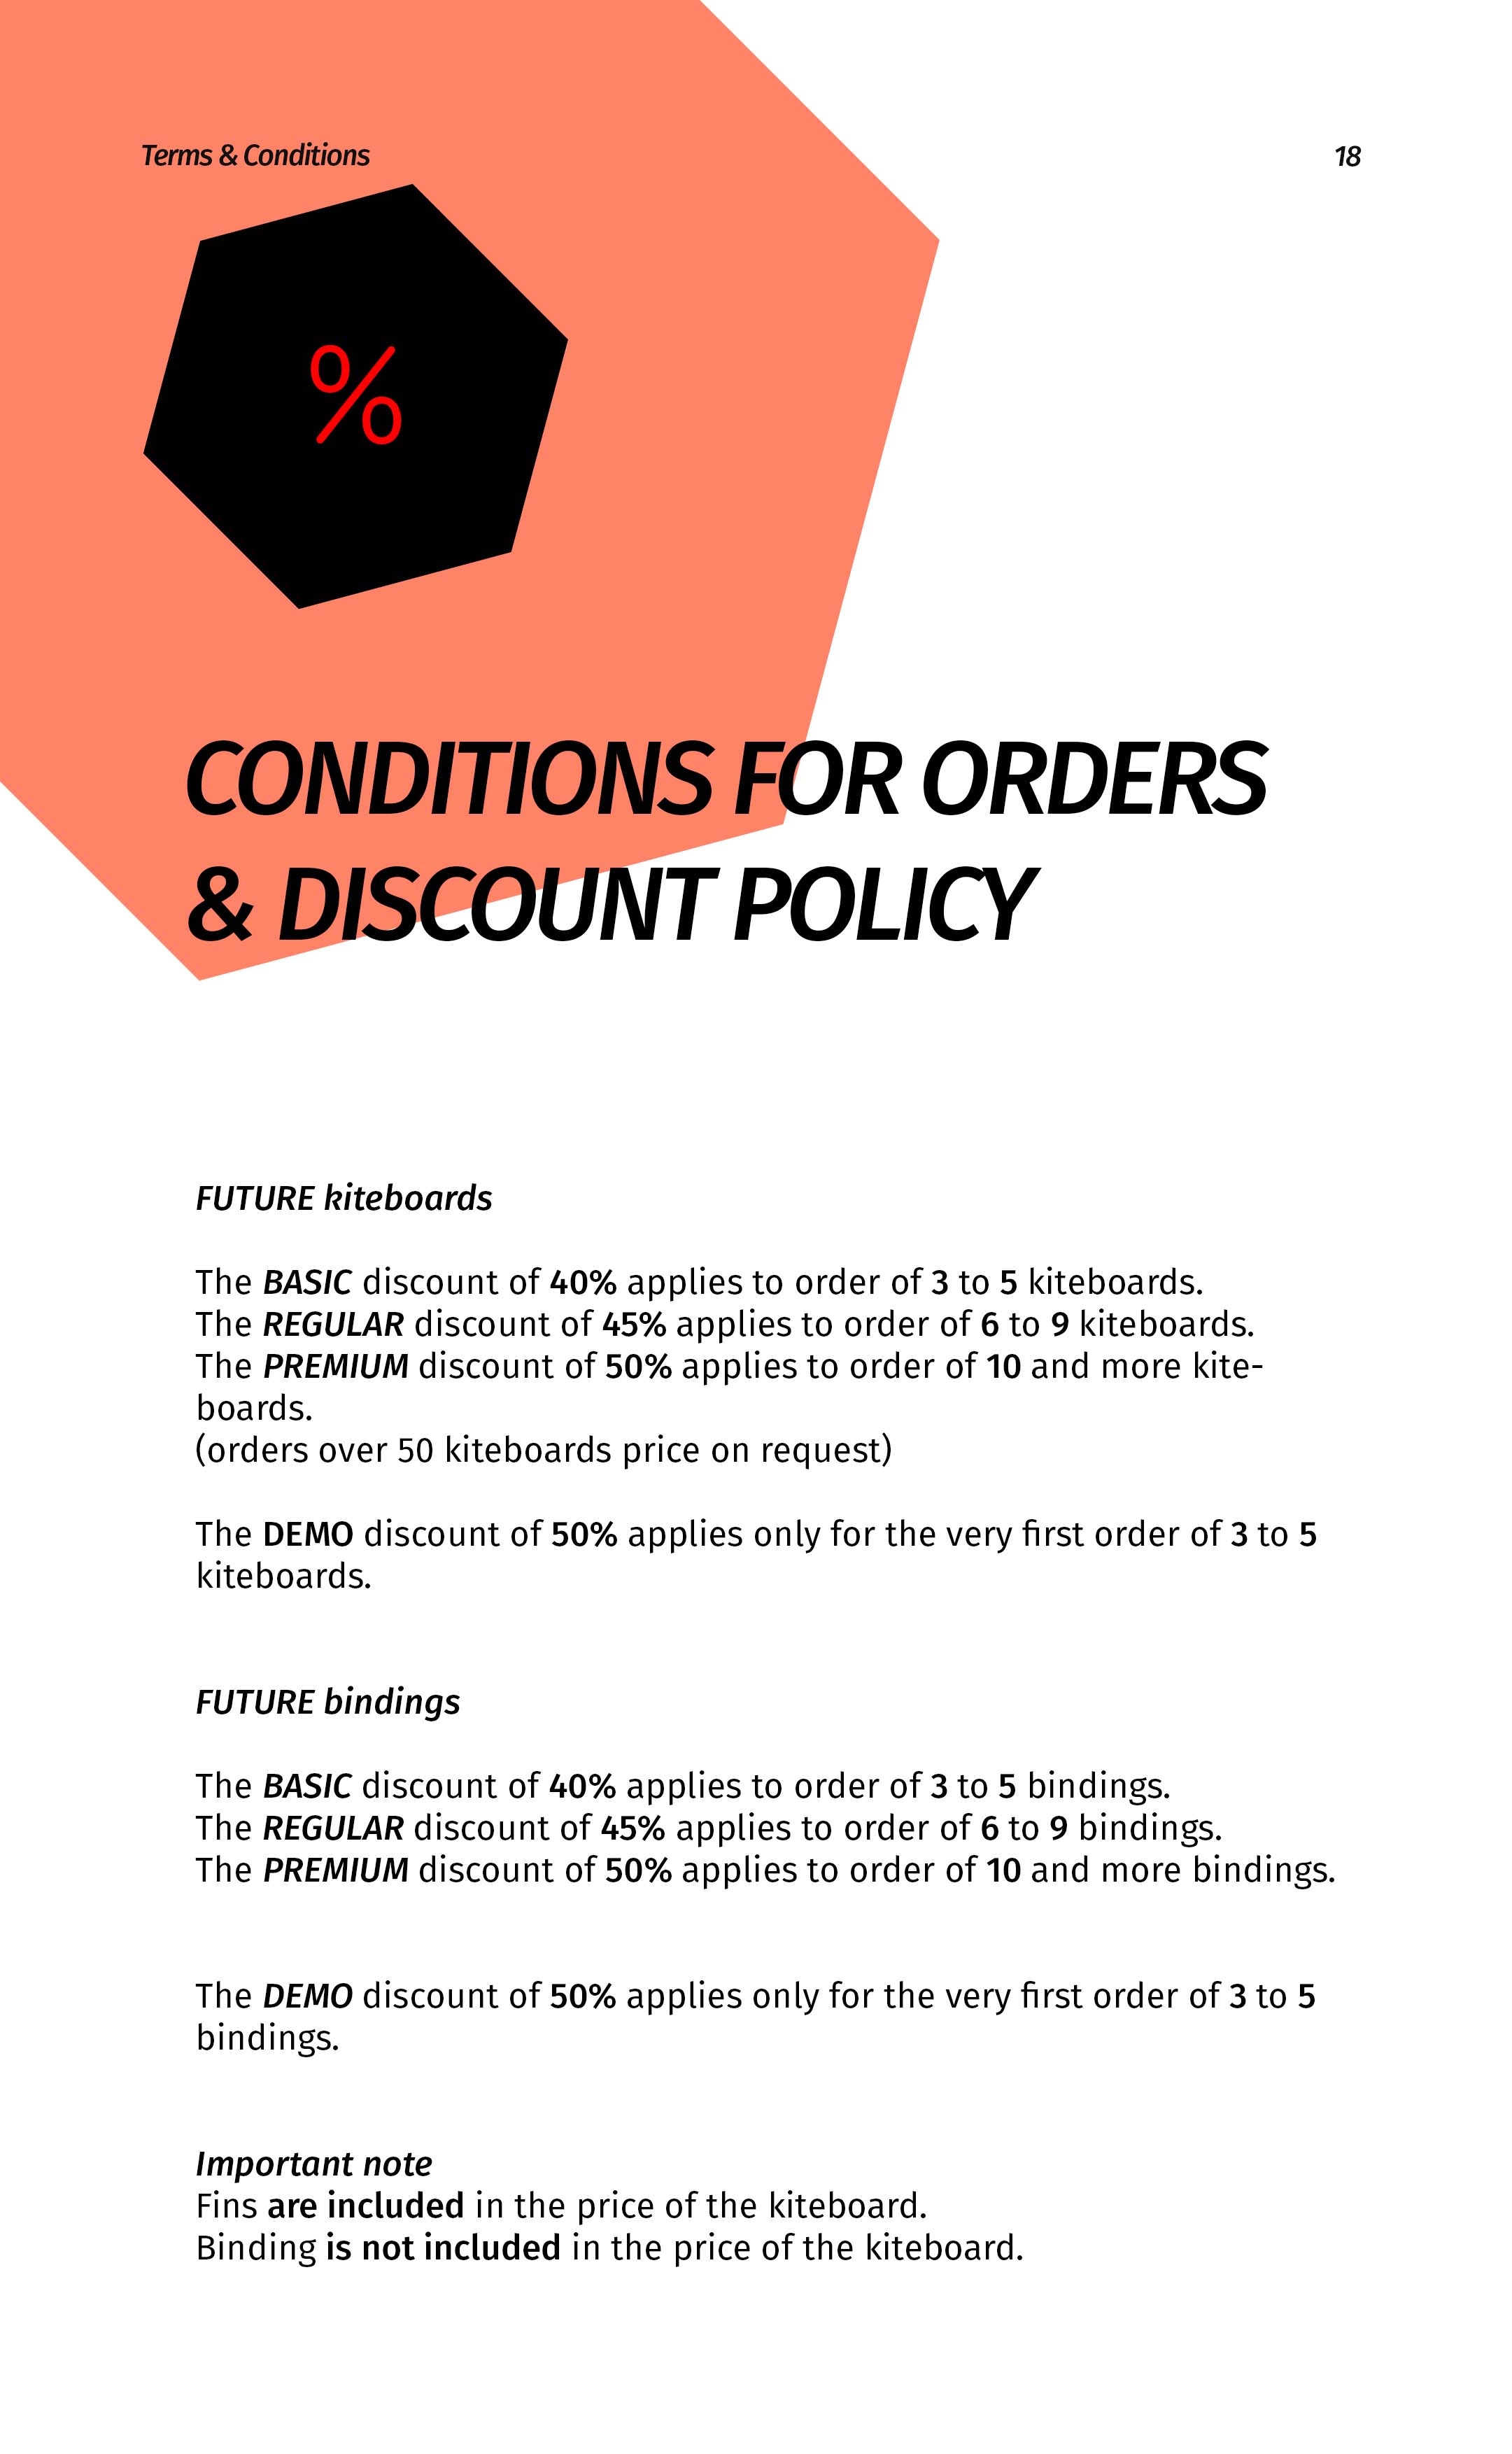 Terms & Conditions
18
%
CONDITIONS FOR ORDERS
& DISCOUNT POLICY
FUTURE kiteboards
The BASIC discount of 40% applies to order of 3 to 5 kiteboards.
The REGULAR discount of 45% applies to order of 6 to 9 kiteboards.
The PREMIUM discount of 50% applies to order of 10 and more kite-
boards.
(orders over 50 kiteboards price on request)
The DEMO discount of 50% applies only for the very first order of 3 to 5
kiteboards.
FUTURE bindings
The BASIC discount of 40% applies to order of 3 to 5 bindings.
The REGULAR discount of 45% applies to order of 6 to 9 bindings.
The PREMIUM discount of 50% applies to order of 10 and more bindings.
The DEMO discount of 50% applies only for the very first order of 3 to 5
bindings.
Important note
Fins are included in the price of the kiteboard.
Binding is not included in the price of the kiteboard.